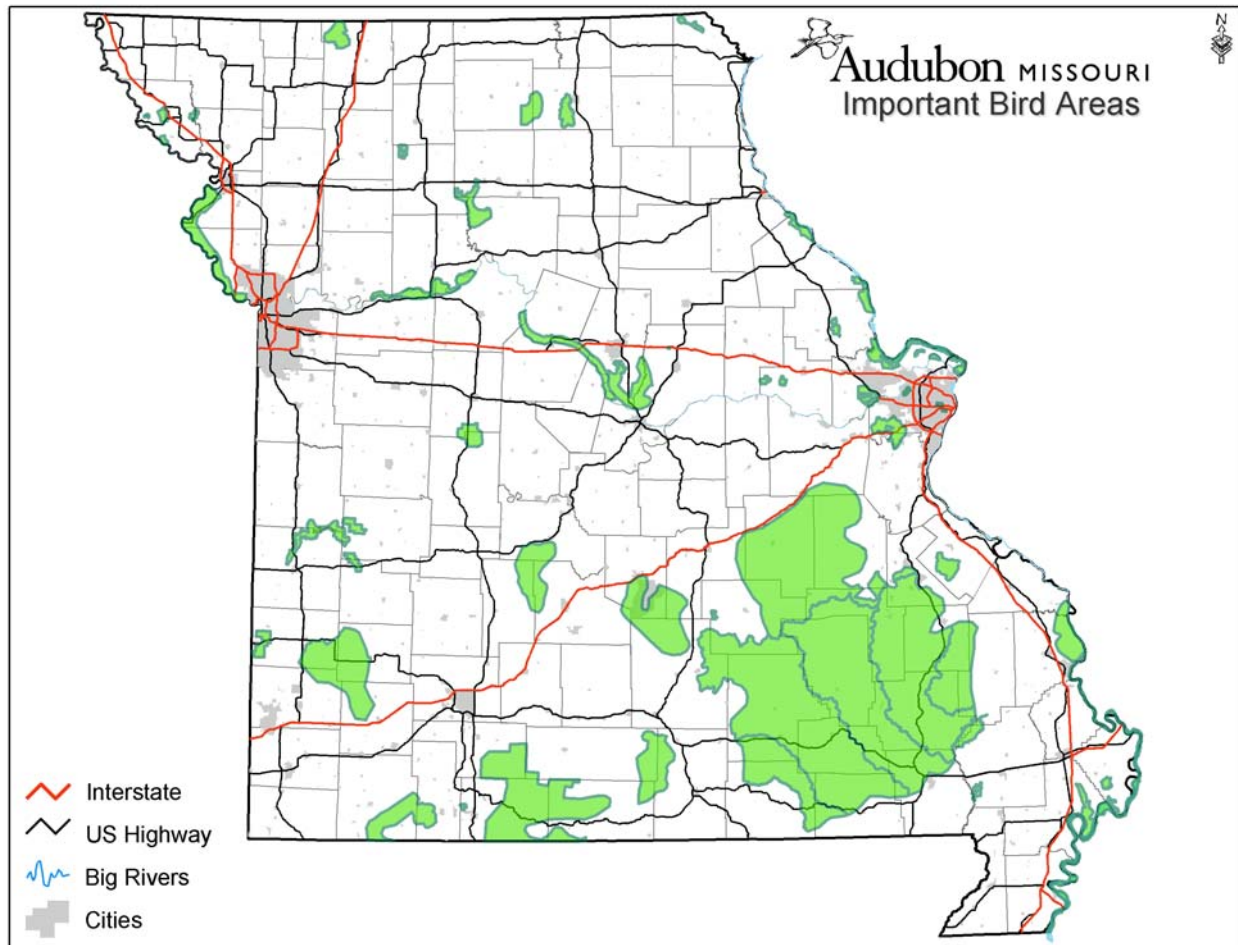 Audubon MISSOURI
Important Bird Areas
N
Interstate
US Highway
Big Rivers
Cities